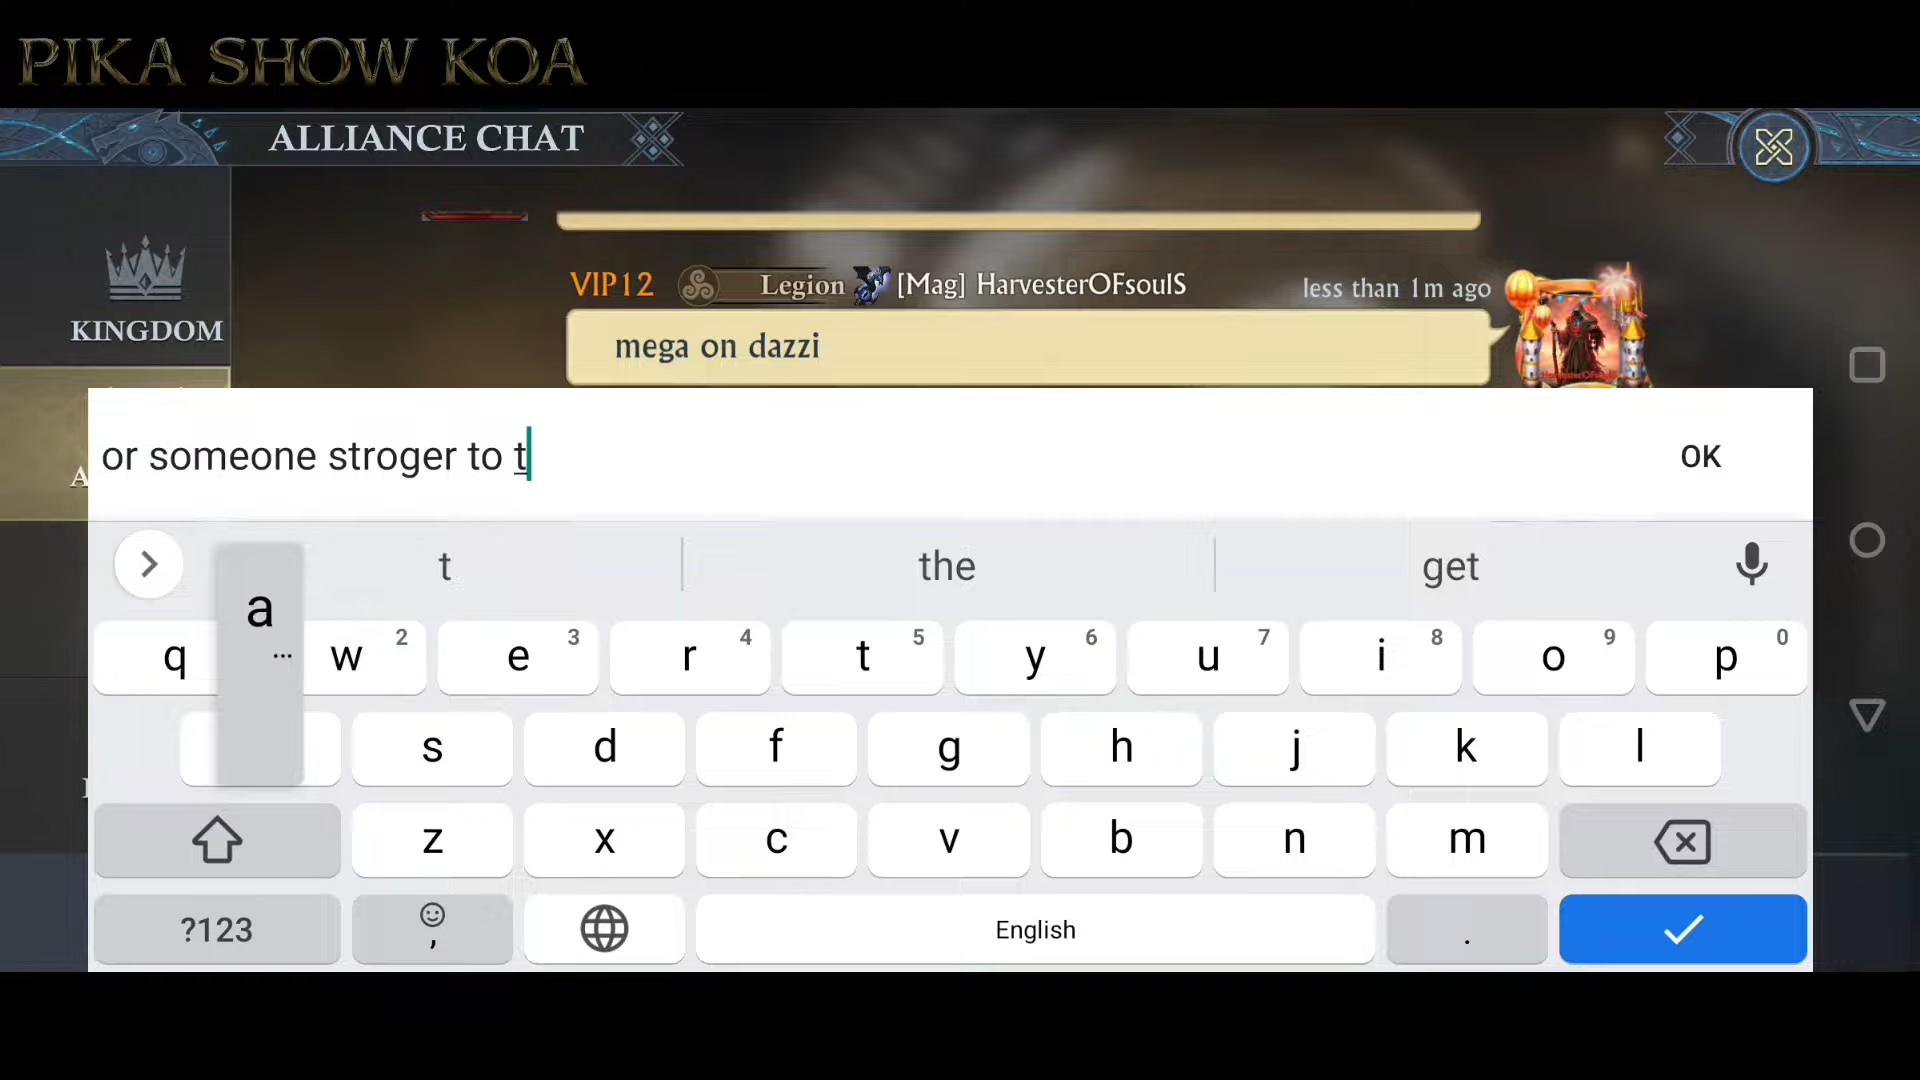 PIKA SHOW KOA
ALLIANCE CHAT
KINGDOM
VIP12 Legion [Mag] HarvesterOFsoulS less than 1m ago
mega on dazzi
A
or someone stroger to t OK
t the get
a
...
q w 2 e 3 r 4 t 5 y 6 u 7 i 8 o 9 p 0
s d f g h j k l
z x c v b n m
?123 , English .